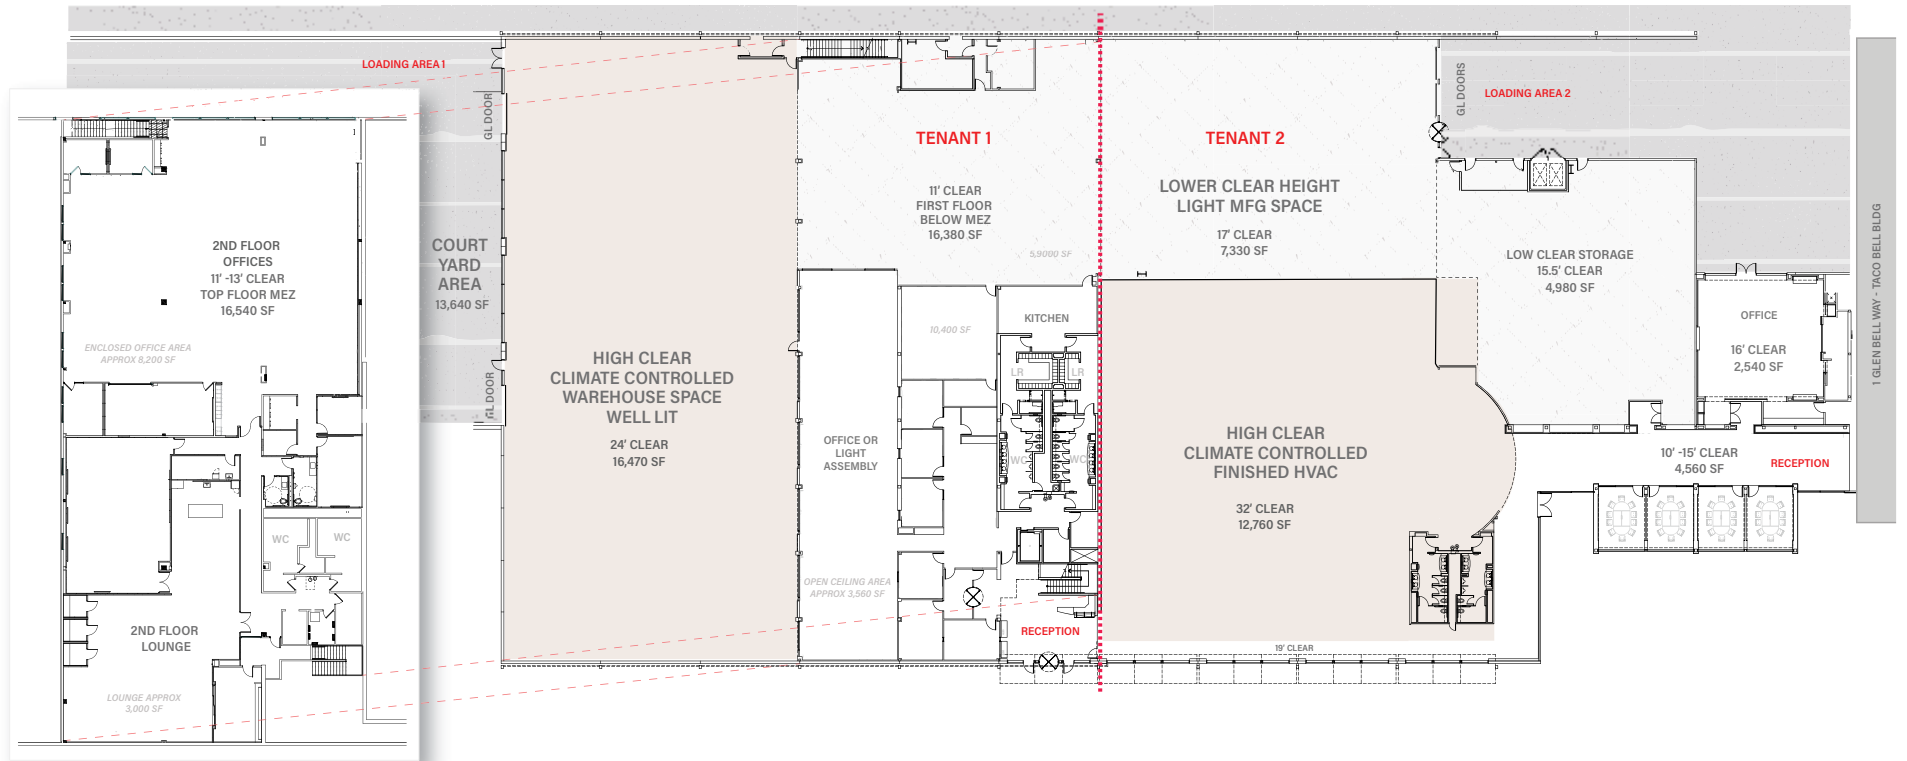 LOADING AREA 1
GL DOOR
COURT
YARD
AREA
13,640 SF
GL DOOR
2ND FLOOR
OFFICES
11' -13' CLEAR
TOP FLOOR MEZ
16,540 SF
ENCLOSED OFFICE AREA
APPROX 8,200 SF
WC
WC
2ND FLOOR
LOUNGE
LOUNGE APPROX
3,000 SF
HIGH CLEAR
CLIMATE CONTROLLED
WAREHOUSE SPACE
WELL LIT
24' CLEAR
16,470 SF
TENANT 1
11' CLEAR
FIRST FLOOR
BELOW MEZ
16,380 SF
5,9000 SF
10,400 SF
KITCHEN
LR
LR
WC
WC
OFFICE OR
LIGHT
ASSEMBLY
OPEN CEILING AREA
APPROX 3,560 SF
RECEPTION
TENANT 2
LOWER CLEAR HEIGHT
LIGHT MFG SPACE
17' CLEAR
7,330 SF
HIGH CLEAR
CLIMATE CONTROLLED
FINISHED HVAC
32' CLEAR
12,760 SF
19' CLEAR
GL DOORS
LOADING AREA 2
LOW CLEAR STORAGE
15.5' CLEAR
4,980 SF
OFFICE
16' CLEAR
2,540 SF
10' -15' CLEAR
4,560 SF
RECEPTION
1 GLEN BELL WAY - TACO BELL BLDG